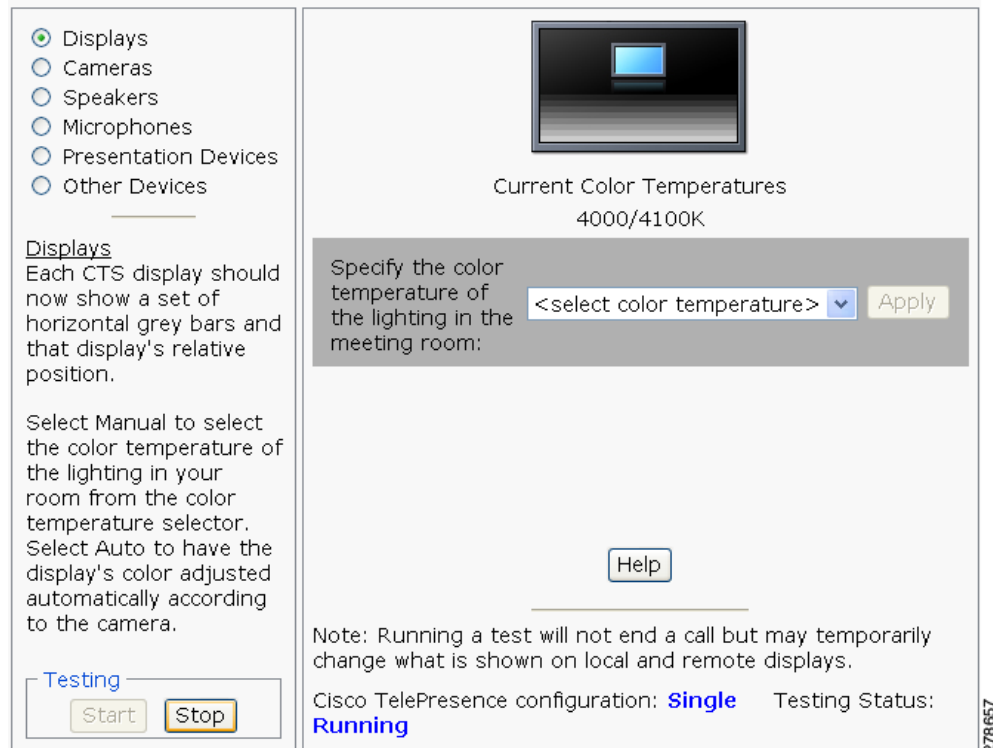 Displays
Cameras
Speakers
Microphones
Presentation Devices
Other Devices
Displays
Each CTS display should
now show a set of
horizontal grey bars and
that display's relative
position.
Select Manual to select
the color temperature of
the lighting in your
room from the color
temperature selector.
Select Auto to have the
display's color adjusted
automatically according
to the camera.
Testing
Start Stop
Current Color Temperatures
4000/4100K
Specify the color
temperature of
the lighting in the
meeting room:
<select color temperature> Apply
Help
Note: Running a test will not end a call but may temporarily
change what is shown on local and remote displays.
Cisco TelePresence configuration: Single Testing Status:
Running